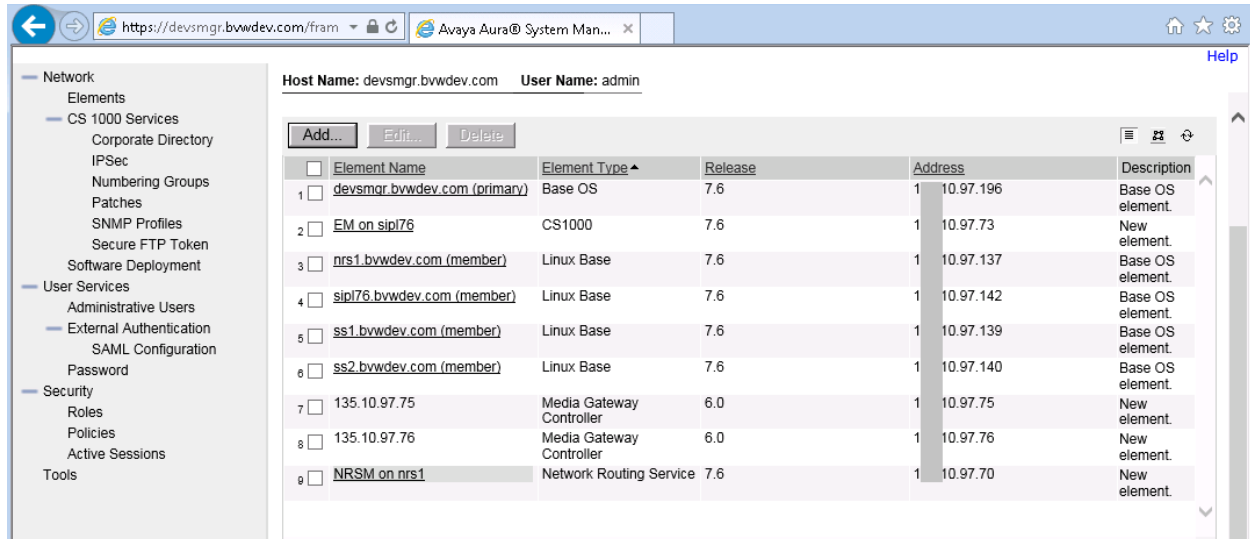 https://devsmgr.bvwdev.com/fram
Avaya Aura® System Man...
Help
Network
Elements
CS 1000 Services
Corporate Directory
IPSec
Numbering Groups
Patches
SNMP Profiles
Secure FTP Token
Software Deployment
User Services
Administrative Users
External Authentication
SAML Configuration
Password
Security
Roles
Policies
Active Sessions
Tools
Host Name: devsmgr.bvwdev.com User Name: admin
Add... Edit... Delete
Element Name Element Type Release Address Description
1 devsmgr.bvwdev.com (primary) Base OS 7.6 1 10.97.196 Base OS
element.
2 EM on sipl76 CS1000 7.6 1 10.97.73 New
element.
3 nrs1.bvwdev.com (member) Linux Base 7.6 1 10.97.137 Base OS
element.
4 sipl76.bvwdev.com (member) Linux Base 7.6 1 10.97.142 Base OS
element.
5 ss1.bvwdev.com (member) Linux Base 7.6 1 10.97.139 Base OS
element.
6 ss2.bvwdev.com (member) Linux Base 7.6 1 10.97.140 Base OS
element.
7 135.10.97.75 Media Gateway 6.0 1 10.97.75 New
Controller element.
8 135.10.97.76 Media Gateway 6.0 1 10.97.76 New
Controller element.
9 NRSM on nrs1 Network Routing Service 7.6 1 10.97.70 New
element.